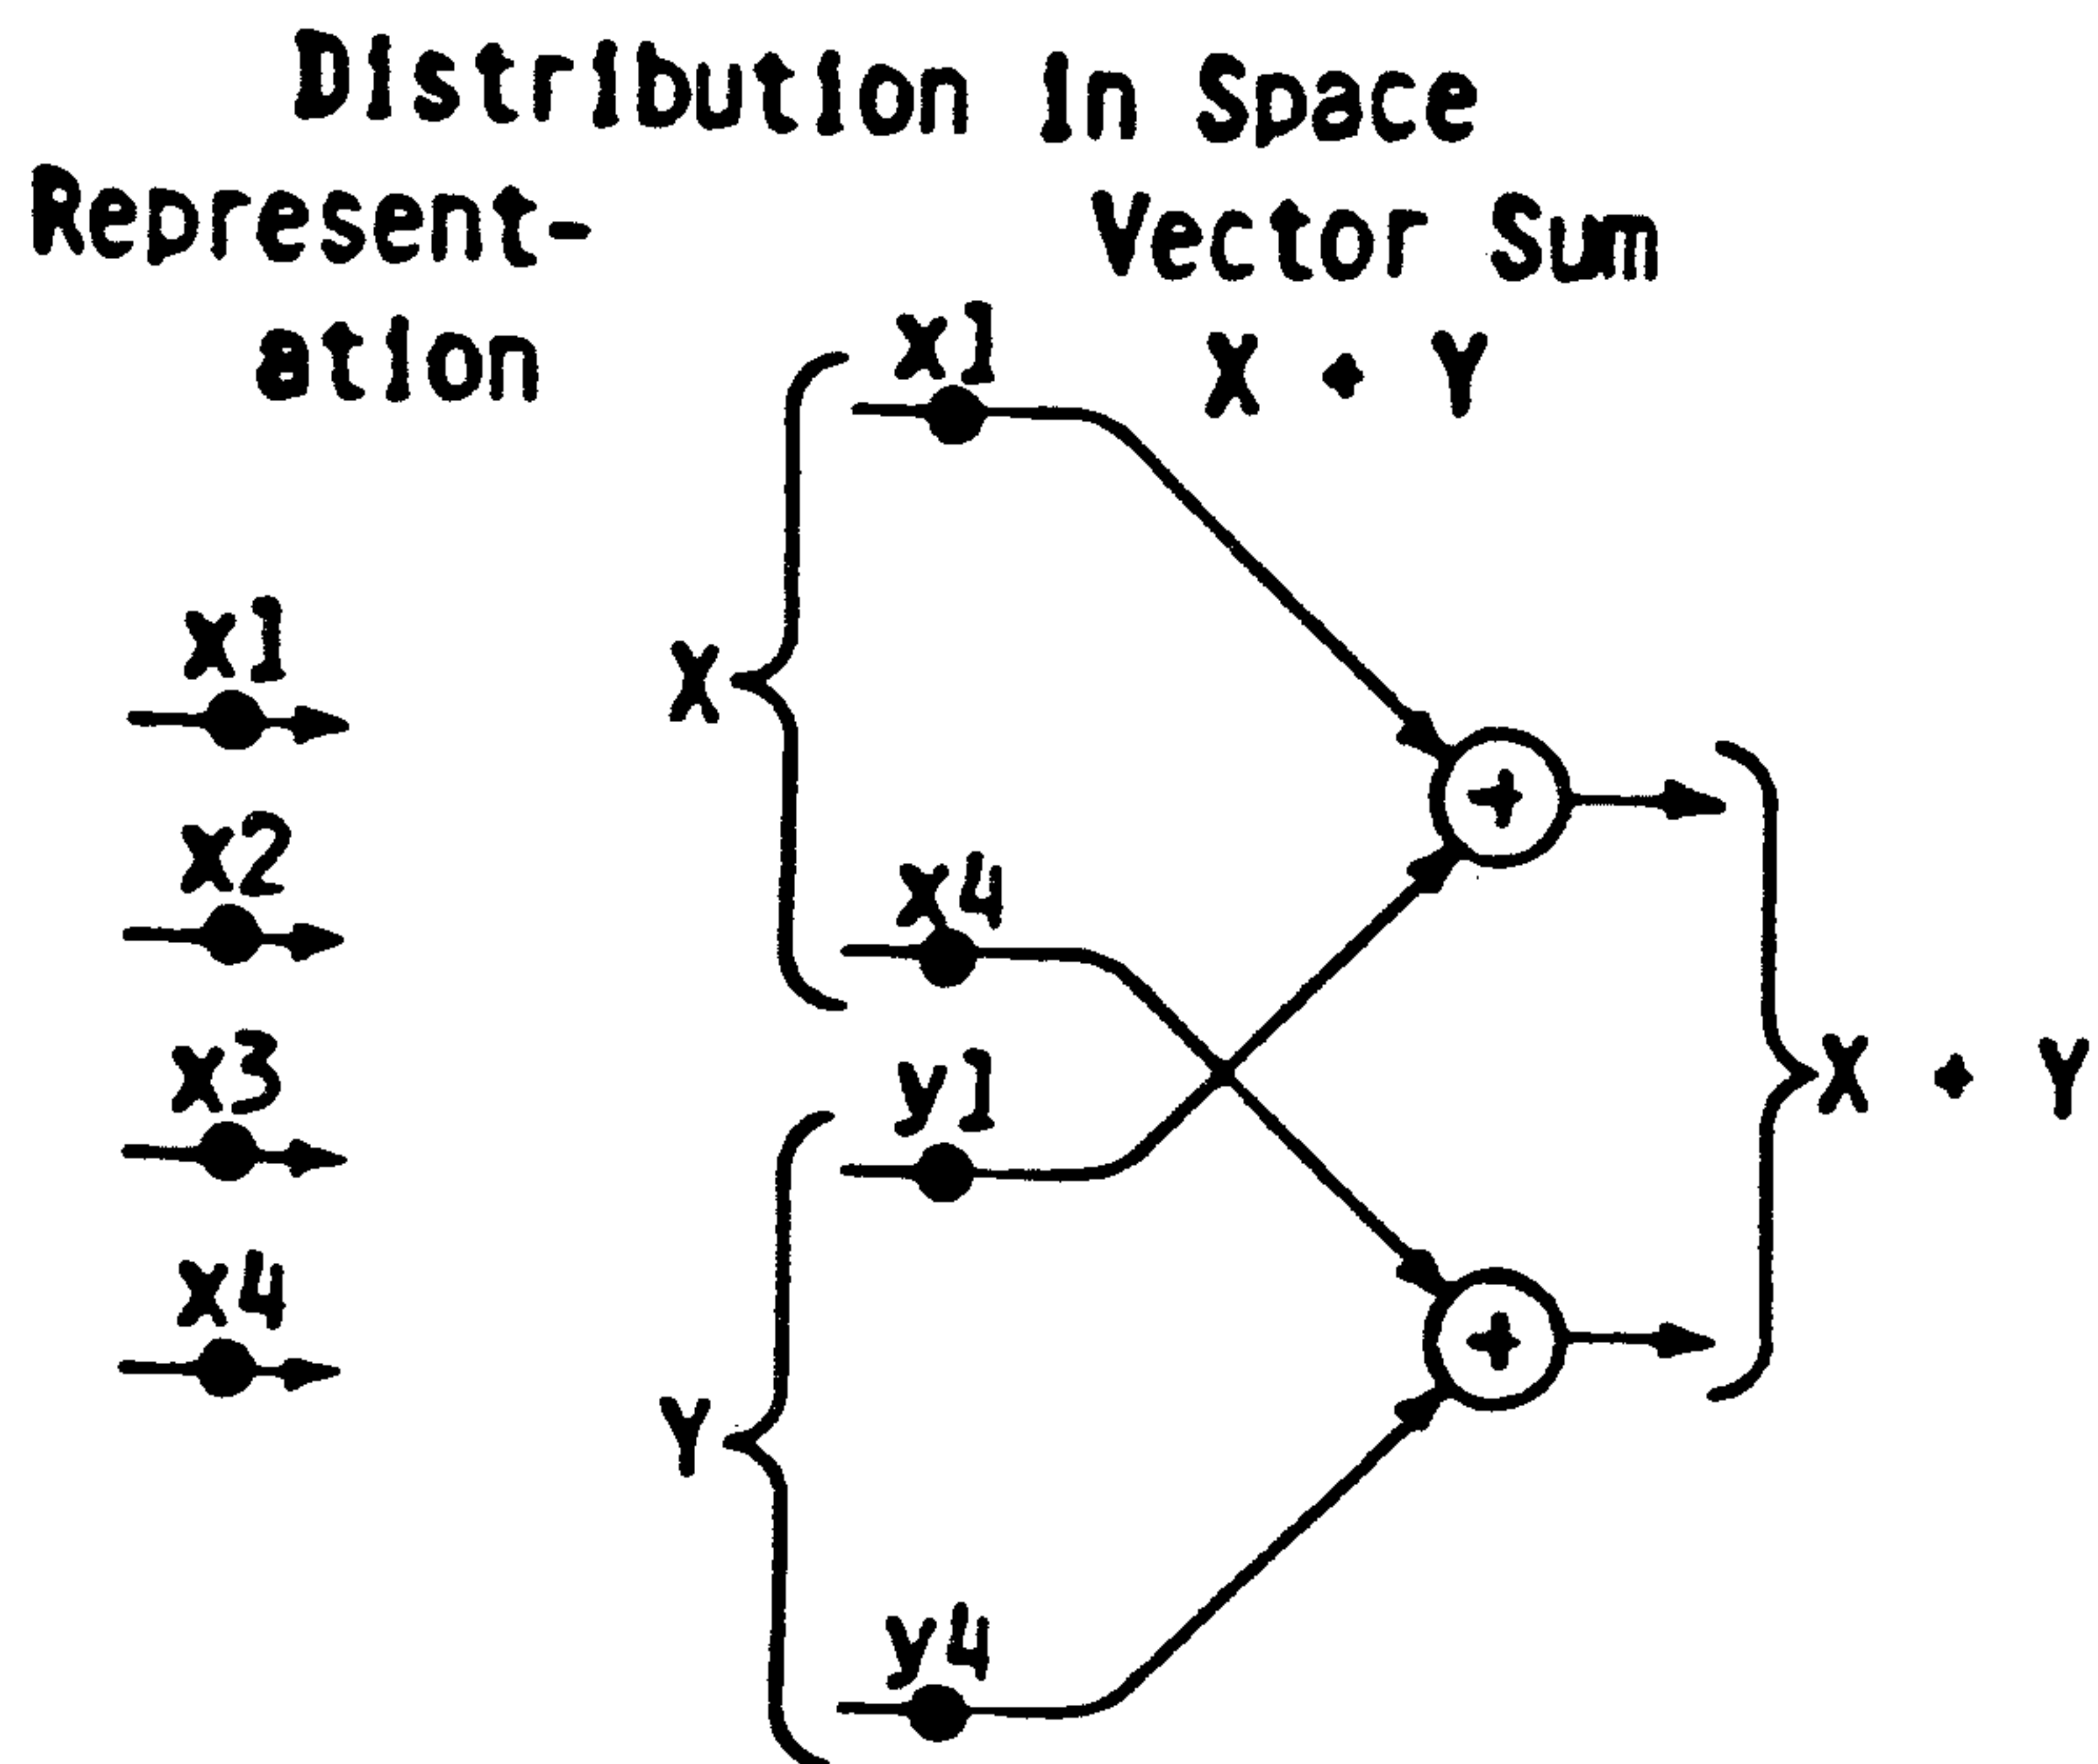 Distribution In Space
Represent-
ation
Vector Sum
X + Y
x1
x2
x3
x4
X
x1
x4
Y
y1
y4
+
+
X + Y